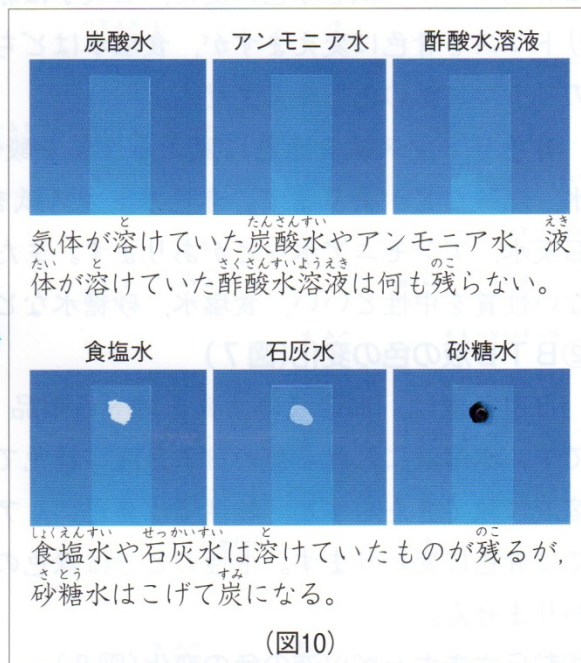 炭酸水 アンモニア水 酢酸水溶液
気体が溶けていた炭酸水やアンモニア水，液
体が溶けていた酢酸水溶液は何も残らない。
食塩水 石灰水 砂糖水
食塩水や石灰水は溶けていたものが残るが，
砂糖水はこげて炭になる。
(図10)